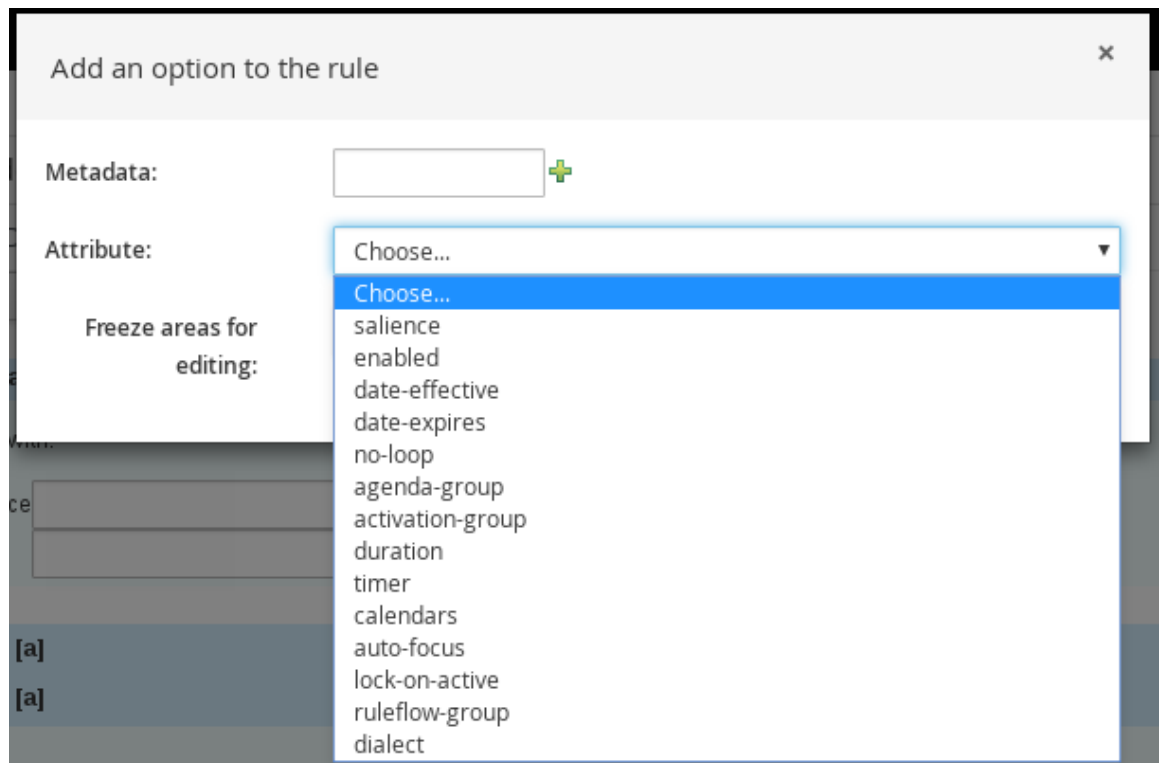 Add an option to the rule
×
Metadata:
Attribute:
Choose...
Choose...
salience
enabled
date-effective
date-expires
no-loop
agenda-group
activation-group
duration
timer
calendars
auto-focus
lock-on-active
ruleflow-group
dialect
Freeze areas for
editing:
ce
[a]
[a]